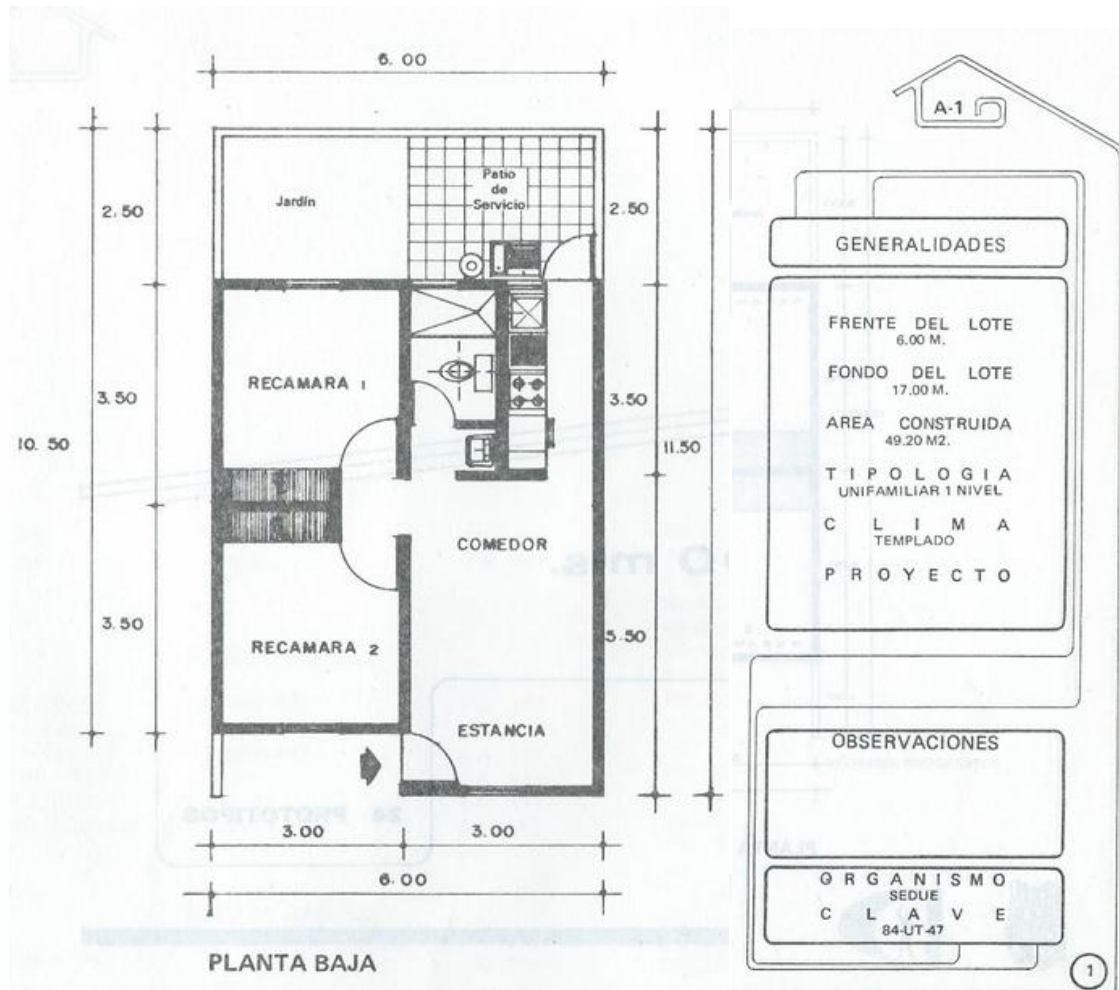 6.00
2.50
3.50
10.50
3.50
Jardín
Patio
de
Servicio
RECAMARA 1
COMEDOR
RECAMARA 2
ESTANCIA
2.50
3.50
11.50
5.50
3.00
3.00
6.00
PLANTA BAJA
A-1
GENERALIDADES
FRENTE DEL LOTE
6.00 M.
FONDO DEL LOTE
17.00 M.
AREA CONSTRUIDA
49.20 M2.
TIPOLOGIA
UNIFAMILIAR 1 NIVEL
CLIMA
TEMPLADO
PROYECTO
OBSERVACIONES
ORGANISMO
SEDUE
CLAVE
84-UT-47
1
24 PROTOTIPOS